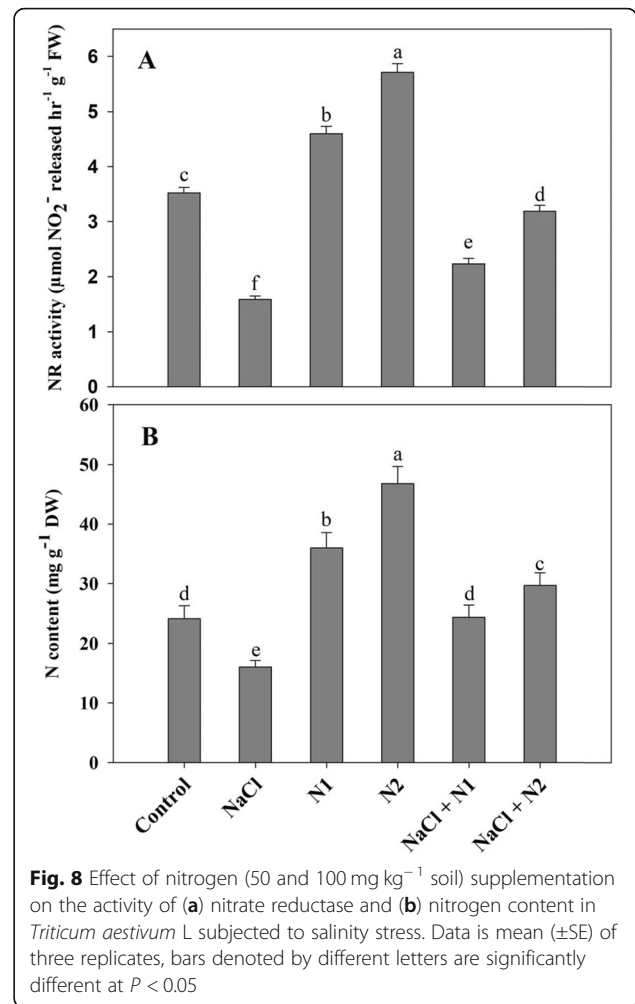 A
NR activity (µmol NO₂⁻ released hr⁻¹ g⁻¹ FW)
6
5
4
3
2
1
0
c
f
b
a
e
d
B
N content (mg g⁻¹ DW)
60
50
40
30
20
10
0
d
e
b
a
d
c
Control
NaCl
N1
N2
NaCl + N1
NaCl + N2
Fig. 8 Effect of nitrogen (50 and 100 mg kg⁻¹ soil) supplementation
on the activity of (a) nitrate reductase and (b) nitrogen content in
Triticum aestivum L subjected to salinity stress. Data is mean (±SE) of
three replicates, bars denoted by different letters are significantly
different at P < 0.05